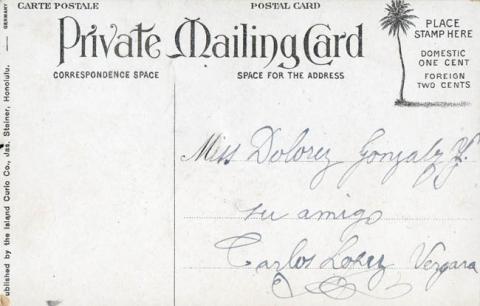 CARTE POSTALE
POSTAL CARD
Private Mailing Card
CORRESPONDENCE SPACE
SPACE FOR THE ADDRESS
PLACE
STAMP HERE
DOMESTIC
ONE CENT
FOREIGN
TWO CENTS
GERMANY
ublished by the Island Curio Co., Jas. Steiner, Honolulu.
Miss Dolorez Gonzalez Y.
su amigo
Carlos Lopez Vergara